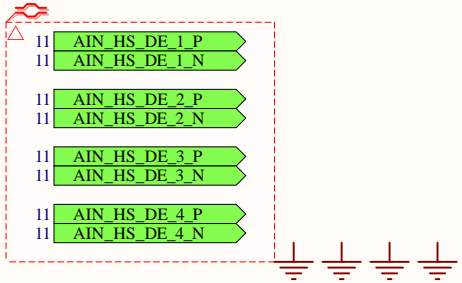 11 AIN_HS_DE_1_P
11 AIN_HS_DE_1_N
11 AIN_HS_DE_2_P
11 AIN_HS_DE_2_N
11 AIN_HS_DE_3_P
11 AIN_HS_DE_3_N
11 AIN_HS_DE_4_P
11 AIN_HS_DE_4_N